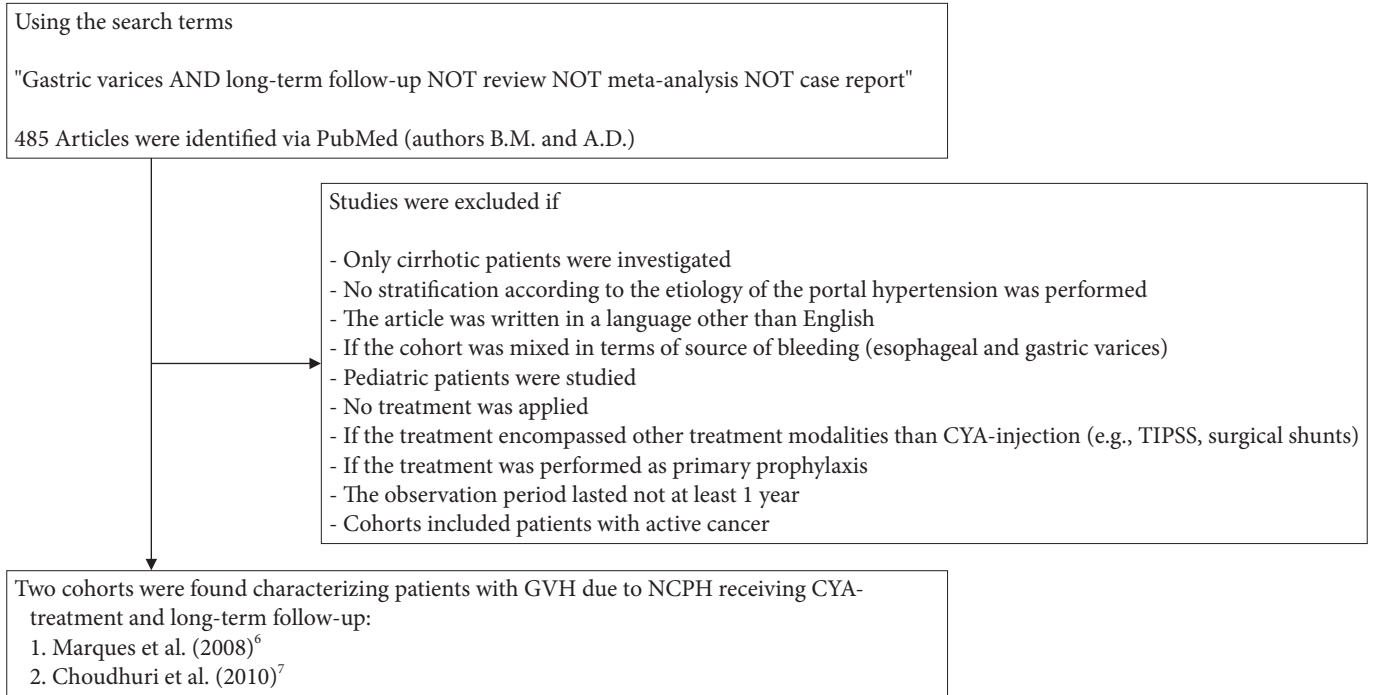 Using the search terms
"Gastric varices AND long-term follow-up NOT review NOT meta-analysis NOT case report"
485 Articles were identified via PubMed (authors B.M. and A.D.)
Studies were excluded if
- Only cirrhotic patients were investigated
- No stratification according to the etiology of the portal hypertension was performed
- The article was written in a language other than English
- If the cohort was mixed in terms of source of bleeding (esophageal and gastric varices)
- Pediatric patients were studied
- No treatment was applied
- If the treatment encompassed other treatment modalities than CYA-injection (e.g., TIPSS, surgical shunts)
- If the treatment was performed as primary prophylaxis
- The observation period lasted not at least 1 year
- Cohorts included patients with active cancer
Two cohorts were found characterizing patients with GVH due to NCPH receiving CYA-
treatment and long-term follow-up:
1. Marques et al. (2008)⁶
2. Choudhuri et al. (2010)⁷